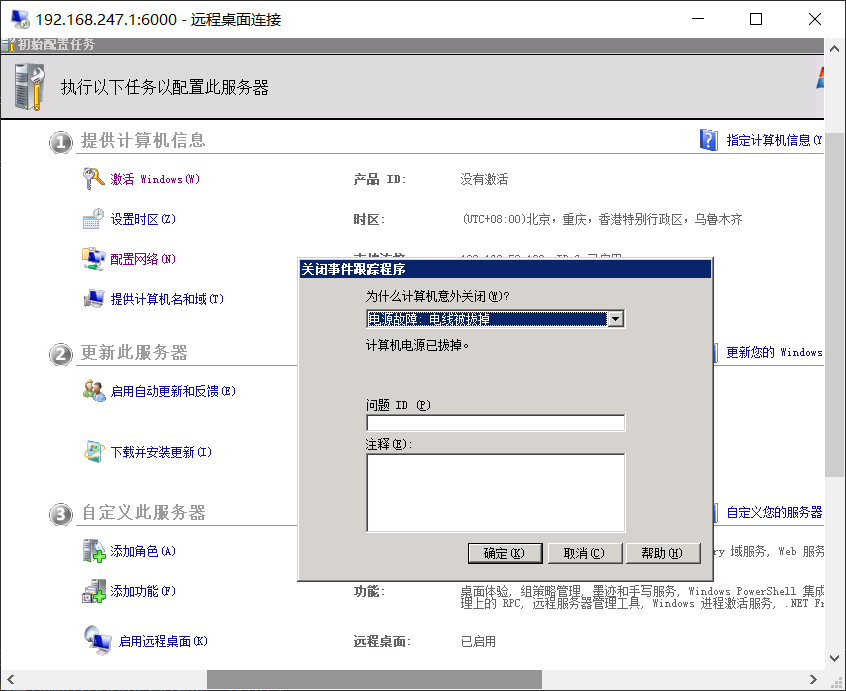 192.168.247.1:6000 - 远程桌面连接
初始配置任务
执行以下任务以配置此服务器
1 提供计算机信息
指定计算机信息(Y
激活 Windows(W)
产品 ID:
没有激活
设置时区(Z)
时区:
(UTC+08:00)北京, 重庆, 香港特别行政区, 乌鲁木齐
配置网络(N)
提供计算机名和域(T)
关闭事件跟踪程序
为什么计算机意外关闭(W)?
电源故障: 电线被拔掉
计算机电源已拔掉。
问题 ID (P)
注释(E):
确定(K)
取消(C)
帮助(H)
2 更新此服务器
更新您的 Windows
启用自动更新和反馈(E)
下载并安装更新(I)
3 自定义此服务器
自定义您的服务器
添加角色(A)
ry 域服务, Web 服务
添加功能(F)
功能:
桌面体验, 组策略管理, 墨迹和手写服务, Windows PowerShell 集成
理上的 RPC, 远程服务器管理工具, Windows 进程激活服务, .NET Fr
启用远程桌面(K)
远程桌面:
已启用